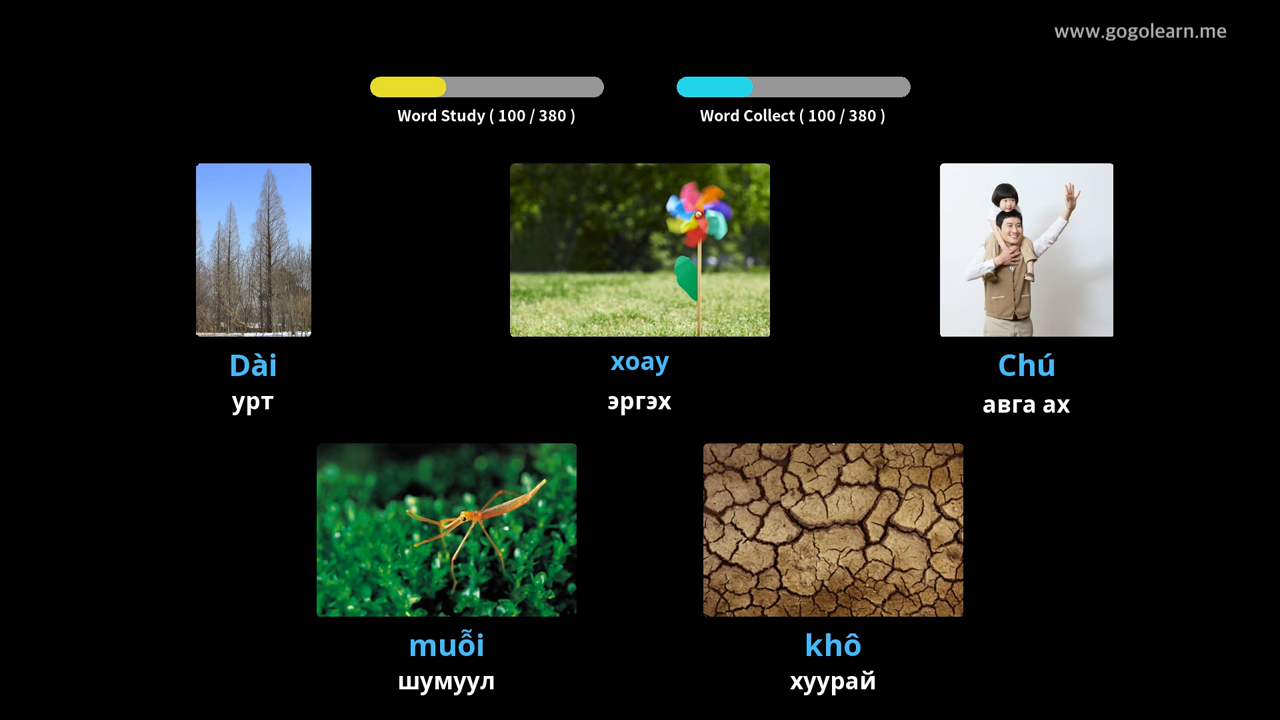 www.gogolearn.me
Word Study ( 100 / 380 )
Word Collect ( 100 / 380 )
Dài
урт
xoay
эргэх
Chú
авга ах
muỗi
шумуул
khô
хуурай